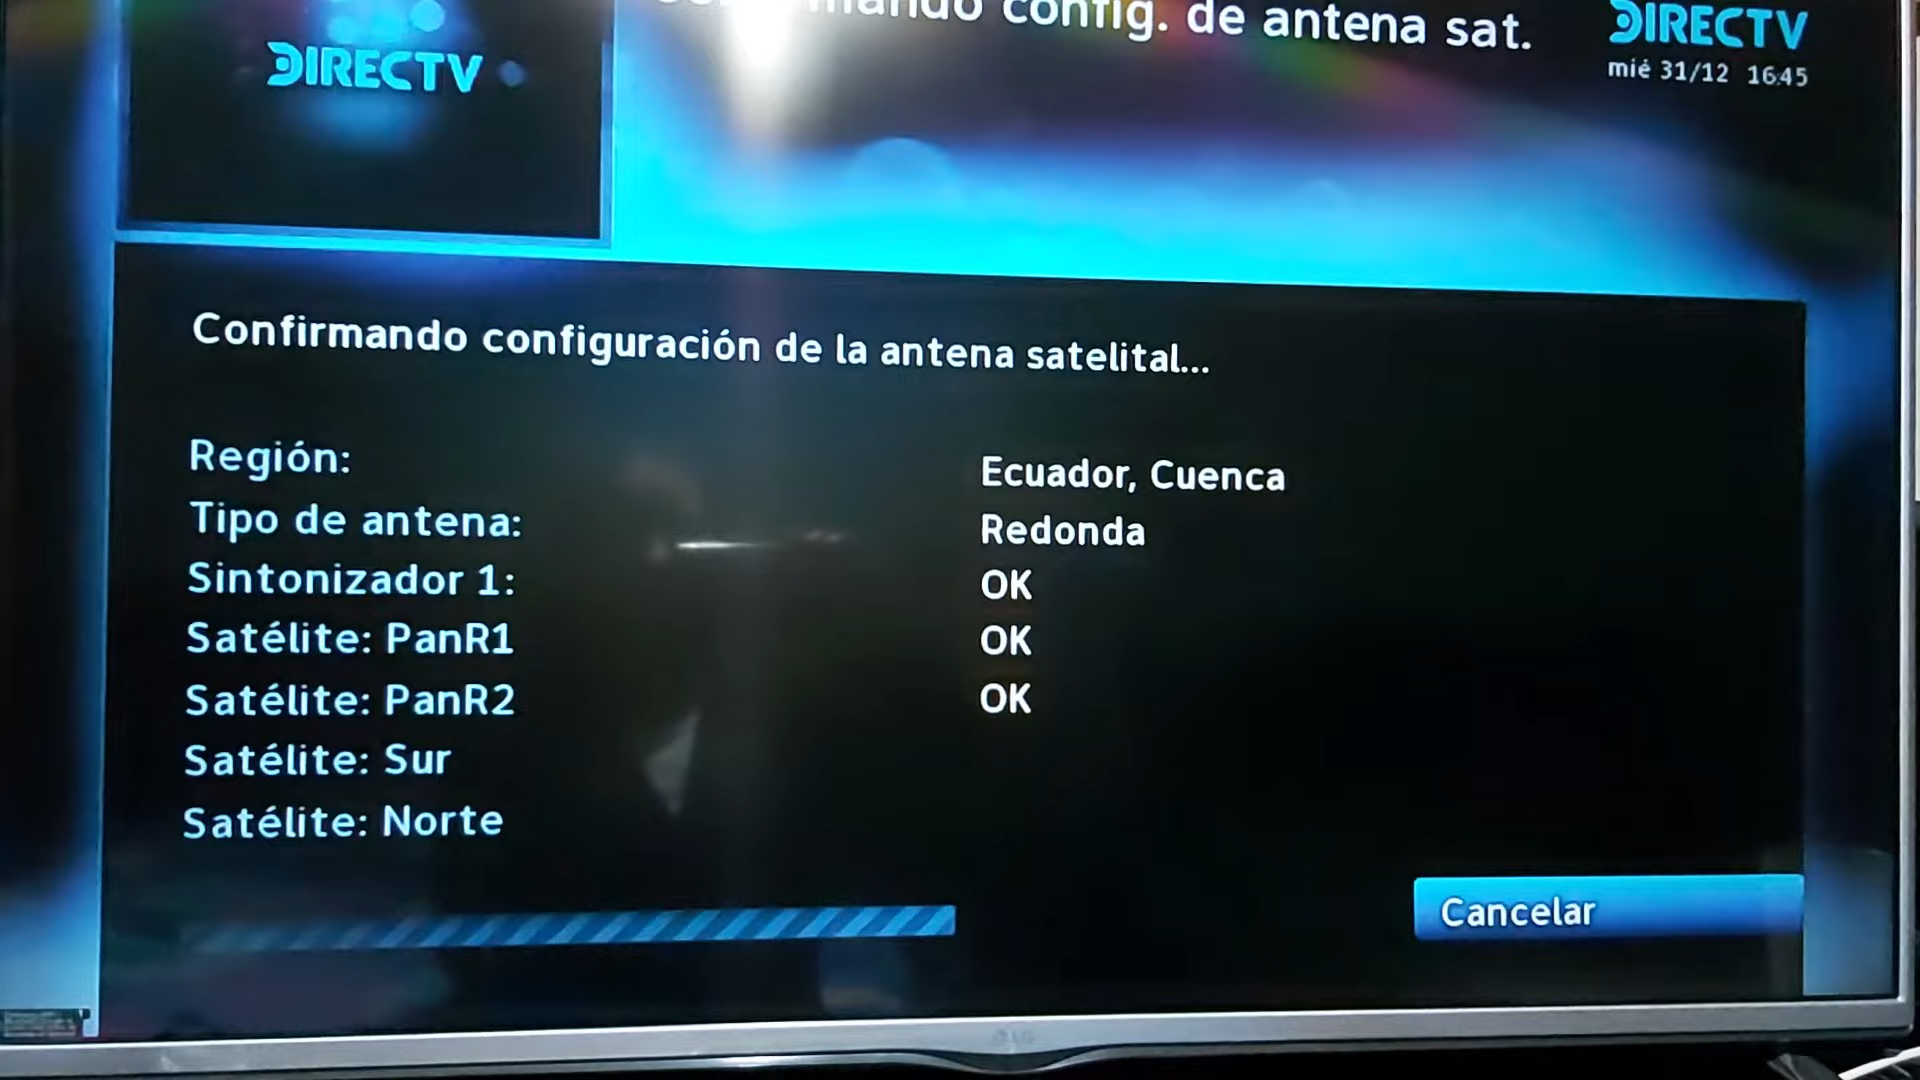 config. de antena sat.
DIRECTV
mié 31/12 16:45
DIRECTV
Confirmando configuración de la antena satelital...
Región: Ecuador, Cuenca
Tipo de antena: Redonda
Sintonizador 1: OK
Satélite: PanR1 OK
Satélite: PanR2 OK
Satélite: Sur
Satélite: Norte
Cancelar
LG